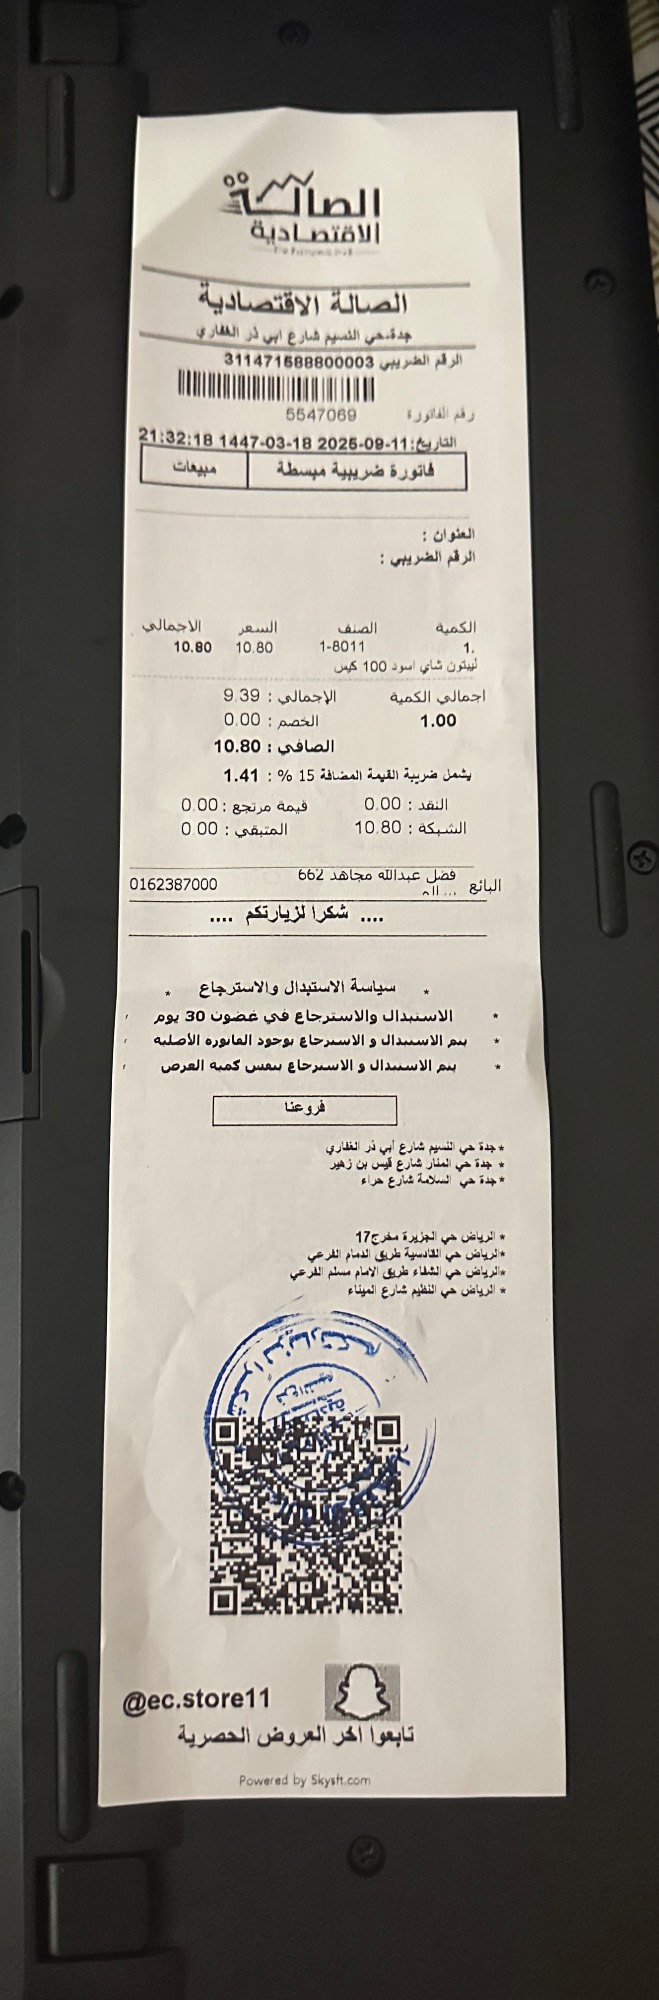 الصالة
الاقتصادية
الصالة الاقتصادية
جدة-حي النسيم شارع ابي ذر الغفاري
الرقم الضريبي 311471688800003
رقم الفاتورة 5547069
التاريخ:11-09-2025 18-03-1447 21:32:18
فاتورة ضريبية مبسطة مبيعات
العنوان :
الرقم الضريبي :
الكمية الصنف السعر الاجمالي
1. 1-8011 10.80 10.80
ليبتون شاي اسود 100 كيس
اجمالي الكمية الإجمالي : 9.39
1.00 الخصم : 0.00
الصافي : 10.80
يشمل ضريبة القيمة المضافة 15 % : 1.41
النقد : 0.00 قيمة مرتجع : 0.00
الشبكة : 10.80 المتبقي : 0.00
البائع فضل عبدالله مجاهد 662 0162387000
.... شكرا لزيارتكم ....
* سياسة الاستبدال والاسترجاع *
* الاستبدال والاسترجاع في غضون 30 يوم
* يتم الاستبدال و الاسترجاع بوجود الفاتورة الأصلية
* يتم الاستبدال و الاسترجاع بنفس كمية العرض
فروعنا
*جدة حي النسيم شارع أبي ذر الغفاري
* جدة حي المنار شارع قيس بن زهير
*جدة حي السلامة شارع حراء
* الرياض حي الجزيرة مخرج17
*الرياض حي القادسية طريق الدمام الفرعي
*الرياض حي الشفاء طريق الامام مسلم الفرعي
* الرياض حي النظيم شارع الميناء
شكرا لزيارتكم
@ec.store11
تابعوا اخر العروض الحصرية
Powered by Skysft.com